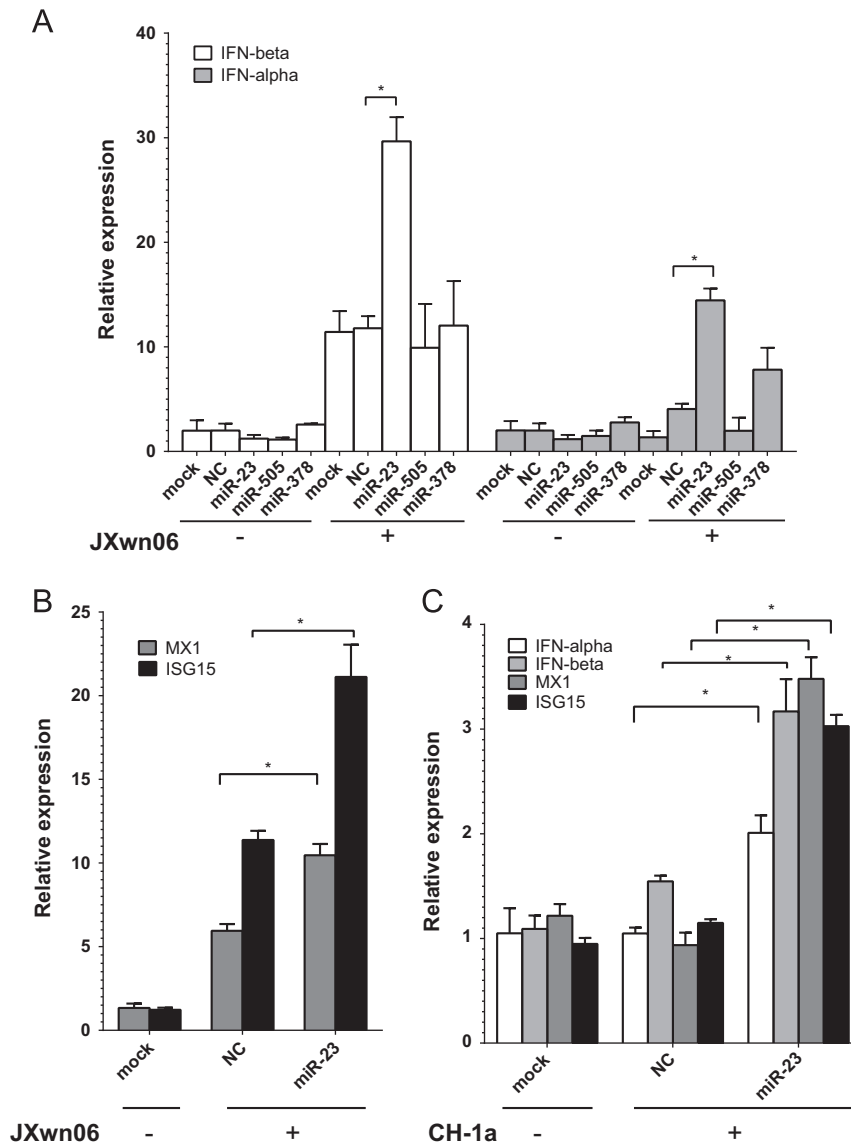 A
40
IFN-beta
IFN-alpha
*
30
20
*
10
0
Relative expression
mock NC miR-23 miR-505 miR-378 mock NC miR-23 miR-505 miR-378 mock NC miR-23 miR-505 miR-378 mock NC miR-23 miR-505 miR-378
JXwn06 - + - +
B
25
MX1
ISG15
*
20
15
*
10
5
0
Relative expression
mock NC miR-23
JXwn06 - +
C
4
IFN-alpha
IFN-beta
MX1
ISG15
*
*
*
*
3
2
1
0
Relative expression
mock NC miR-23
CH-1a - +